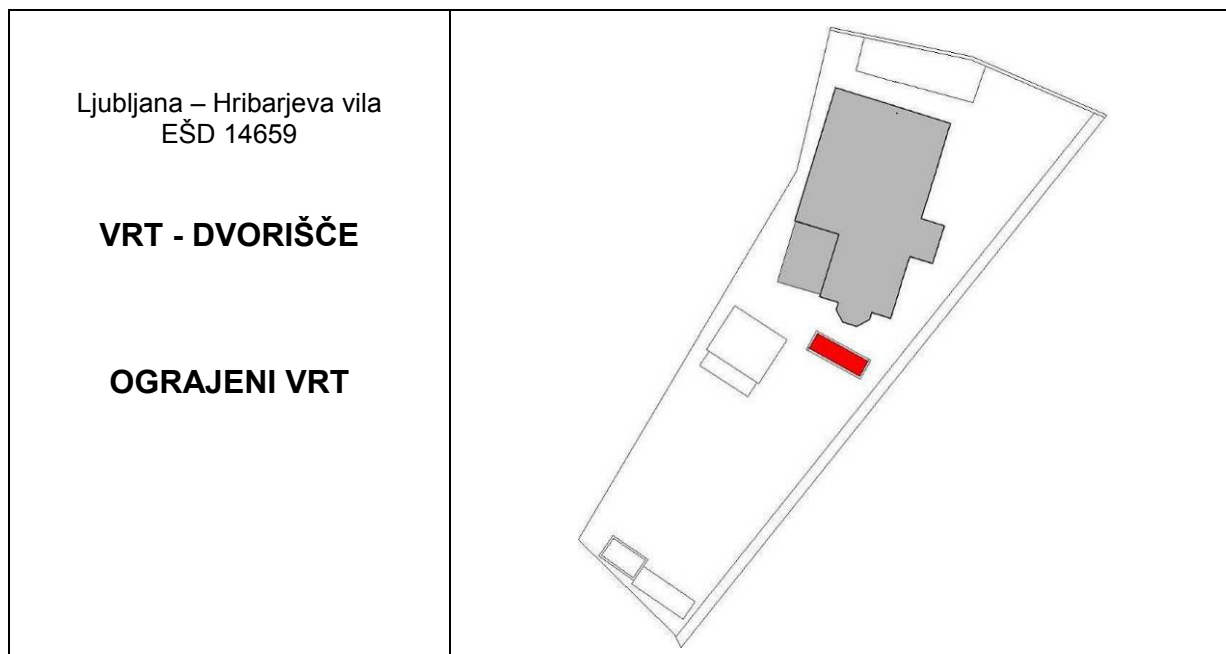 Ljubljana – Hribarjeva vila
EŠD 14659
VRT - DVORIŠČE
OGRAJENI VRT